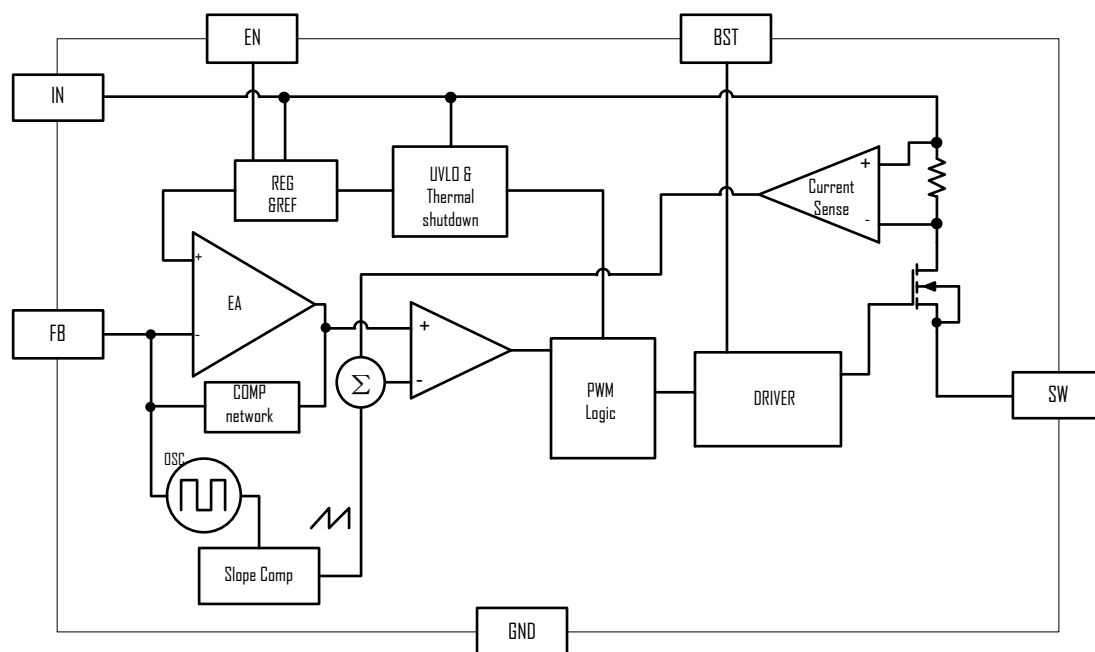 EN
BST
IN
REG
&REF
UVLO &
Thermal
shutdown
+
Current
Sense
-
+
EA
-
FB
+
-
Σ
COMP
network
PWM
Logic
DRIVER
SW
OSC
Slope Comp
GND